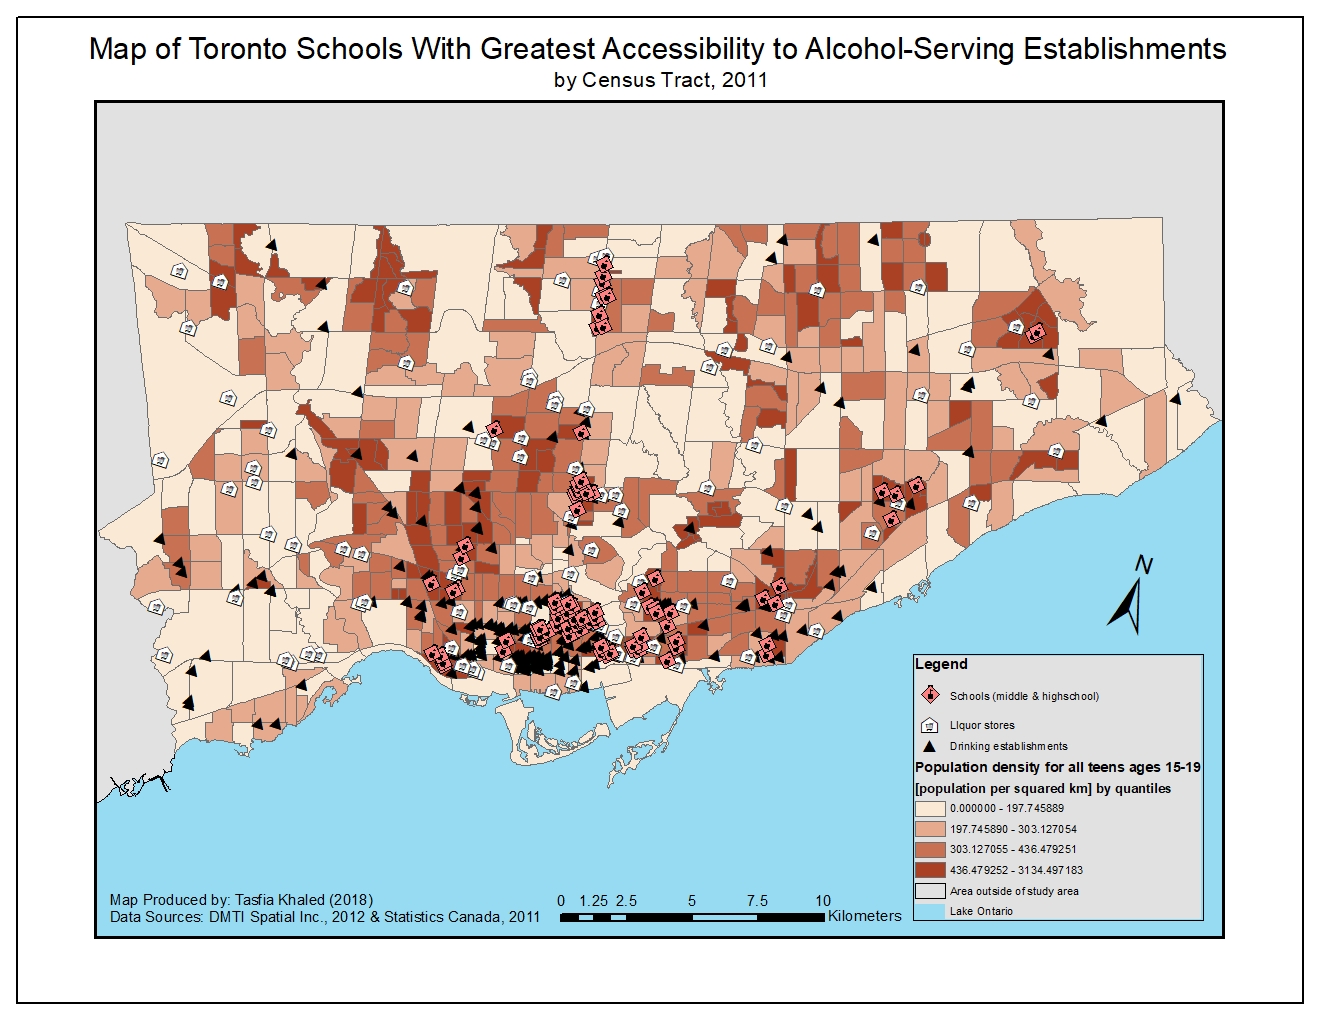 Map of Toronto Schools With Greatest Accessibility to Alcohol-Serving Establishments
by Census Tract, 2011
N
Legend
Schools (middle & highschool)
LIquor stores
Drinking establishments
Population density for all teens ages 15-19
[population per squared km] by quantiles
0.000000 - 197.745889
197.745890 - 303.127054
303.127055 - 436.479251
436.479252 - 3134.497183
Area outside of study area
Lake Ontario
Map Produced by: Tasfia Khaled (2018)
Data Sources: DMTI Spatial Inc., 2012 & Statistics Canada, 2011
0 1.25 2.5 5 7.5 10
Kilometers